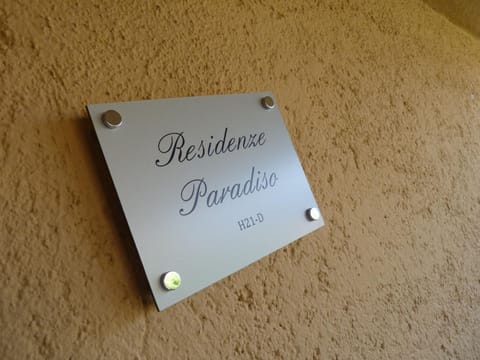 Residenze
Paradiso
H21-D